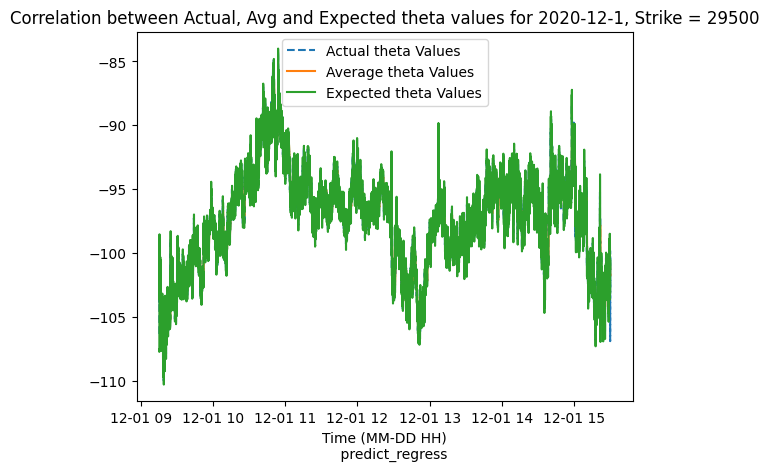 Correlation between Actual, Avg and Expected theta values for 2020-12-1, Strike = 29500
Actual theta Values
Average theta Values
Expected theta Values
−85
−90
−95
−100
−105
−110
12-01 09 12-01 10 12-01 11 12-01 12 12-01 13 12-01 14 12-01 15
Time (MM-DD HH)
predict_regress